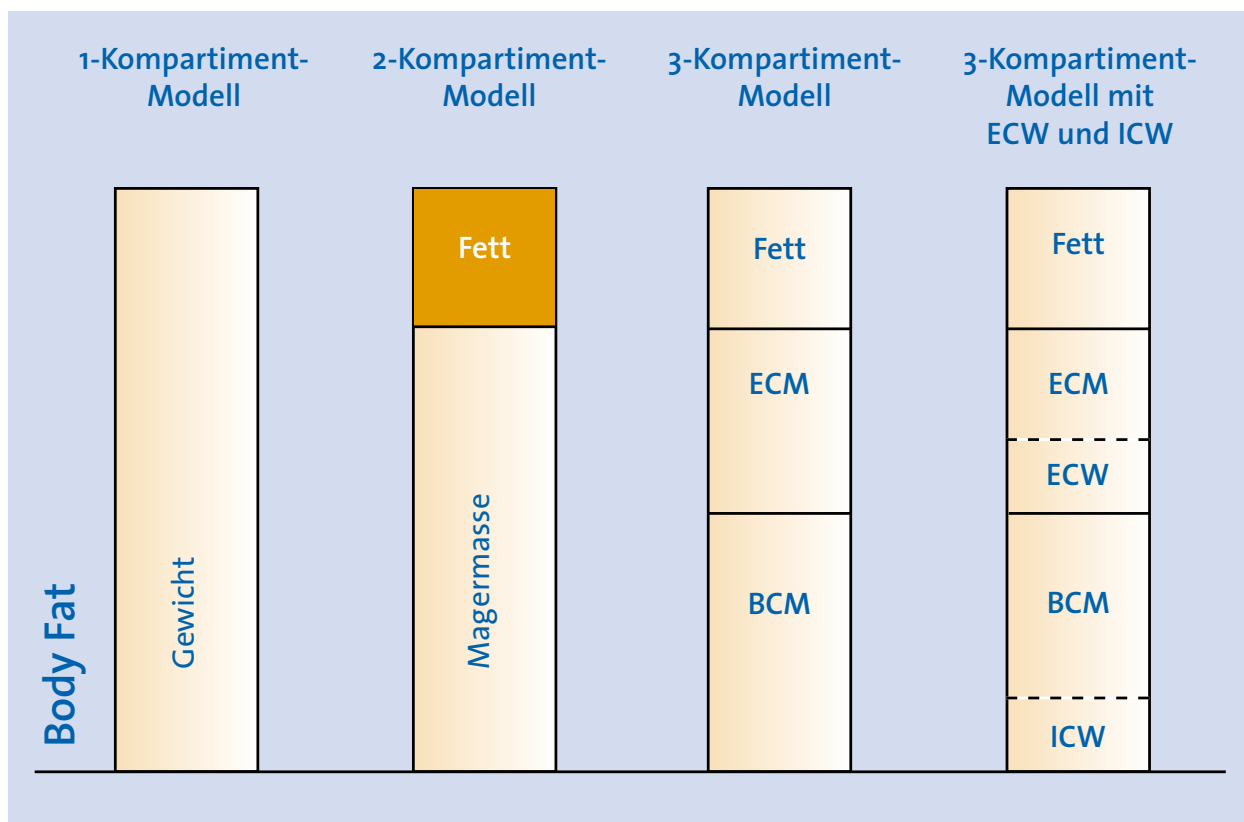 1-Kompartiment-
Modell
2-Kompartiment-
Modell
3-Kompartiment-
Modell
3-Kompartiment-
Modell mit
ECW und ICW
Body Fat
Gewicht
Fett
Magermasse
Fett
ECM
BCM
Fett
ECM
ECW
BCM
ICW